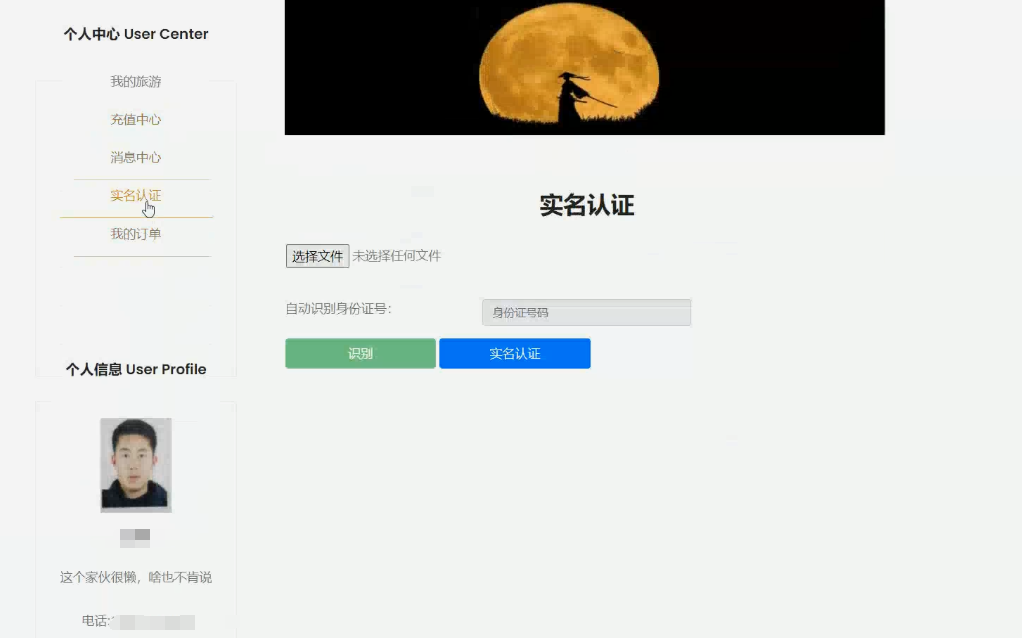 个人中心 User Center
我的旅游
充值中心
消息中心
实名认证
我的订单
个人信息 User Profile
这个家伙很懒，啥也不肯说
电话:
实名认证
选择文件 未选择任何文件
自动识别身份证号：
身份证号码
识别
实名认证